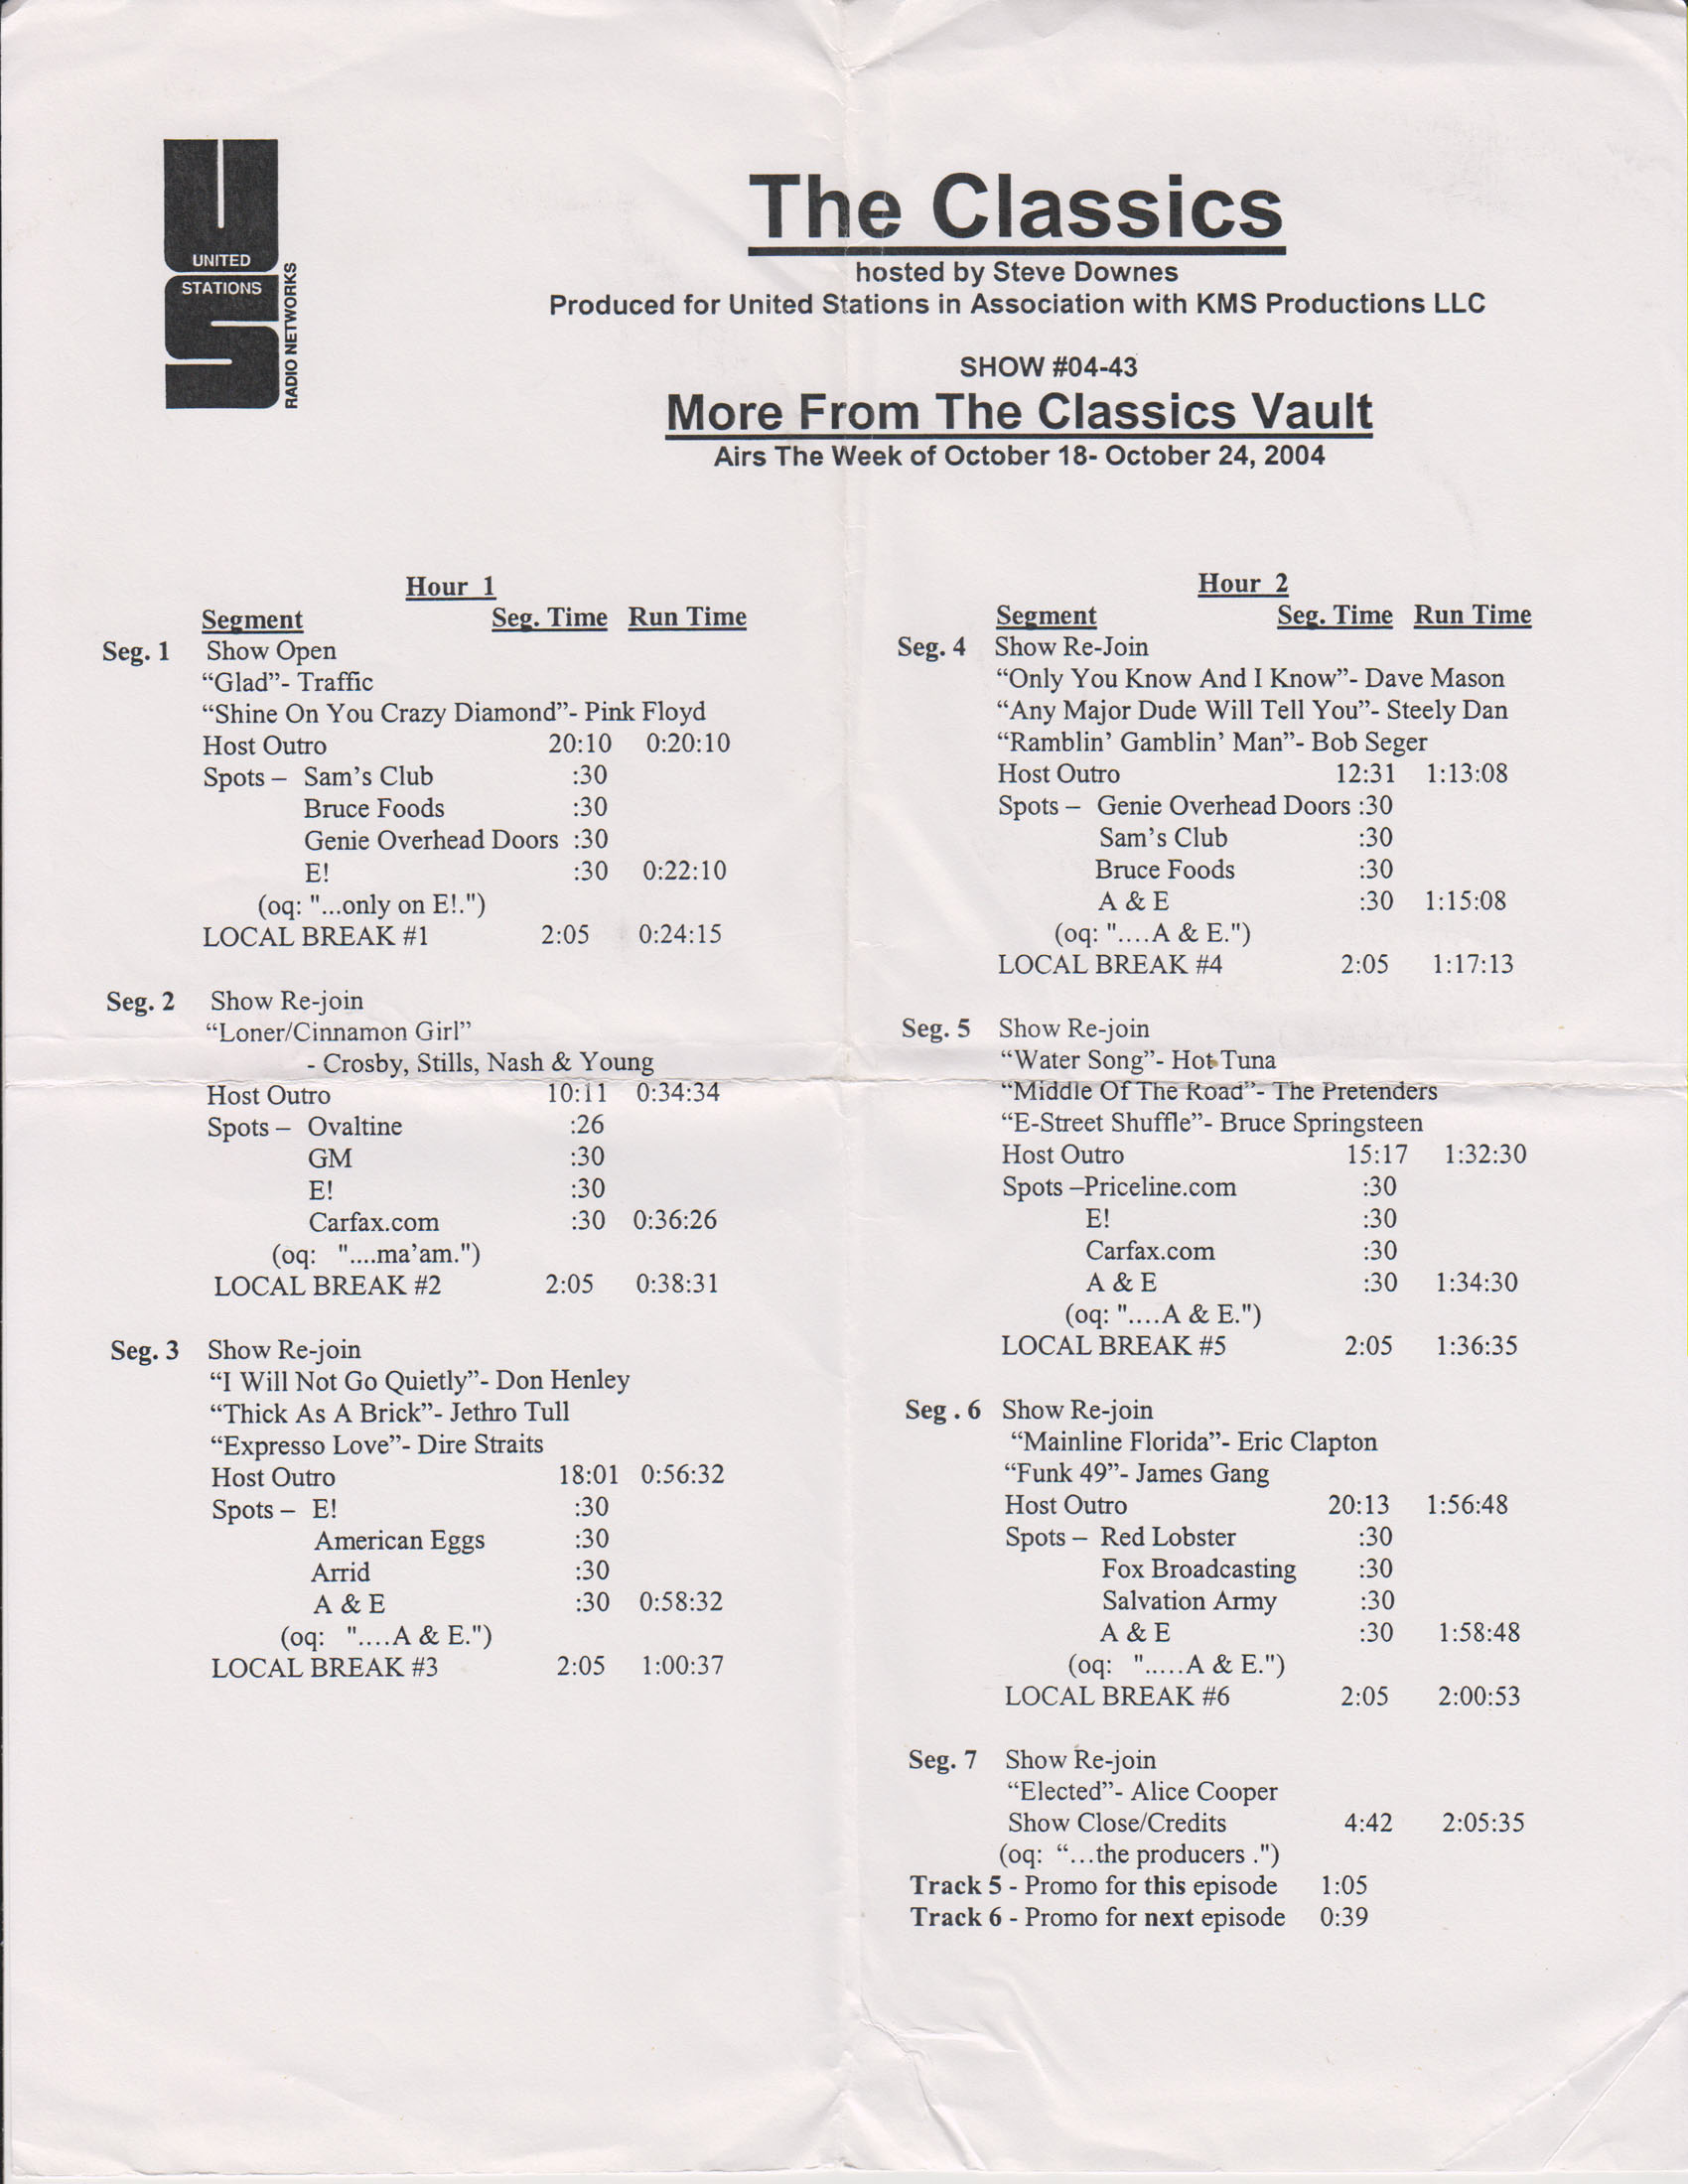 UNITED
STATIONS
RADIO NETWORKS
The Classics
hosted by Steve Downes
Produced for United Stations in Association with KMS Productions LLC
SHOW #04-43
More From The Classics Vault
Airs The Week of October 18- October 24, 2004
Hour 1
Segment Seg. Time Run Time
Seg. 1 Show Open
“Glad”- Traffic
“Shine On You Crazy Diamond”- Pink Floyd
Host Outro 20:10 0:20:10
Spots – Sam’s Club :30
Bruce Foods :30
Genie Overhead Doors :30
E! :30 0:22:10
(oq: "...only on E!.")
LOCAL BREAK #1 2:05 0:24:15
Seg. 2 Show Re-join
“Loner/Cinnamon Girl”
- Crosby, Stills, Nash & Young
Host Outro 10:11 0:34:34
Spots – Ovaltine :26
GM :30
E! :30
Carfax.com :30 0:36:26
(oq: "....ma’am.")
LOCAL BREAK #2 2:05 0:38:31
Seg. 3 Show Re-join
“I Will Not Go Quietly”- Don Henley
“Thick As A Brick”- Jethro Tull
“Expresso Love”- Dire Straits
Host Outro 18:01 0:56:32
Spots – E! :30
American Eggs :30
Arrid :30
A & E :30 0:58:32
(oq: "....A & E.")
LOCAL BREAK #3 2:05 1:00:37
Hour 2
Segment Seg. Time Run Time
Seg. 4 Show Re-Join
“Only You Know And I Know”- Dave Mason
“Any Major Dude Will Tell You”- Steely Dan
“Ramblin’ Gamblin’ Man”- Bob Seger
Host Outro 12:31 1:13:08
Spots – Genie Overhead Doors :30
Sam’s Club :30
Bruce Foods :30
A & E :30 1:15:08
(oq: "....A & E.")
LOCAL BREAK #4 2:05 1:17:13
Seg. 5 Show Re-join
“Water Song”- Hot Tuna
“Middle Of The Road”- The Pretenders
“E-Street Shuffle”- Bruce Springsteen
Host Outro 15:17 1:32:30
Spots –Priceline.com :30
E! :30
Carfax.com :30
A & E :30 1:34:30
(oq: "....A & E.")
LOCAL BREAK #5 2:05 1:36:35
Seg . 6 Show Re-join
“Mainline Florida”- Eric Clapton
“Funk 49”- James Gang
Host Outro 20:13 1:56:48
Spots – Red Lobster :30
Fox Broadcasting :30
Salvation Army :30
A & E :30 1:58:48
(oq: ".....A & E.")
LOCAL BREAK #6 2:05 2:00:53
Seg. 7 Show Re-join
“Elected”- Alice Cooper
Show Close/Credits 4:42 2:05:35
(oq: “...the producers .")
Track 5 - Promo for this episode 1:05
Track 6 - Promo for next episode 0:39